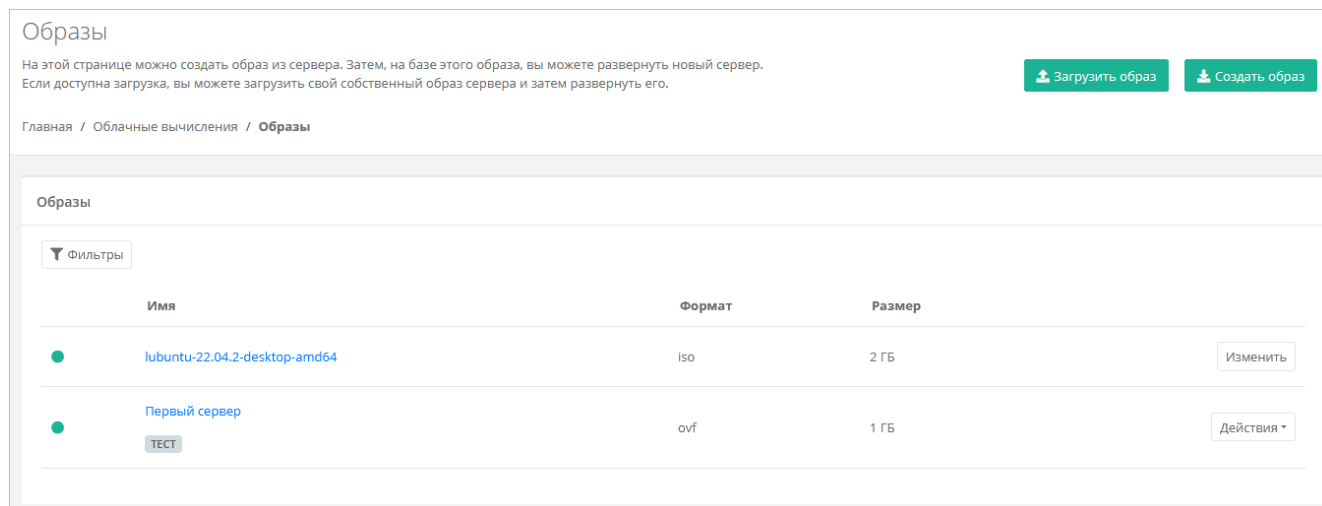 Образы
На этой странице можно создать образ из сервера. Затем, на базе этого образа, вы можете развернуть новый сервер.
Если доступна загрузка, вы можете загрузить свой собственный образ сервера и затем развернуть его.
Загрузить образ Создать образ
Главная / Облачные вычисления / Образы
Образы
Фильтры
Имя Формат Размер
lubuntu-22.04.2-desktop-amd64 iso 2 ГБ Изменить
Первый сервер ovf 1 ГБ Действия
ТЕСТ